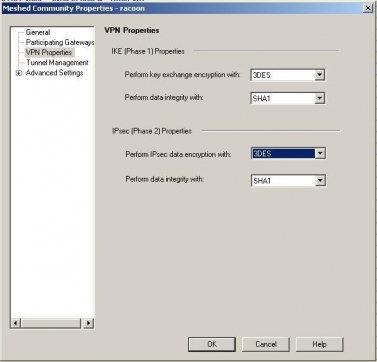 Meshed Community Properties - racoon
General
Participating Gateways
VPN Properties
Tunnel Management
Advanced Settings
VPN Properties
IKE (Phase 1) Properties
Perform key exchange encryption with: 3DES
Perform data integrity with: SHA1
IPsec (Phase 2) Properties
Perform IPsec data encryption with: 3DES
Perform data integrity with: SHA1
OK Cancel Help